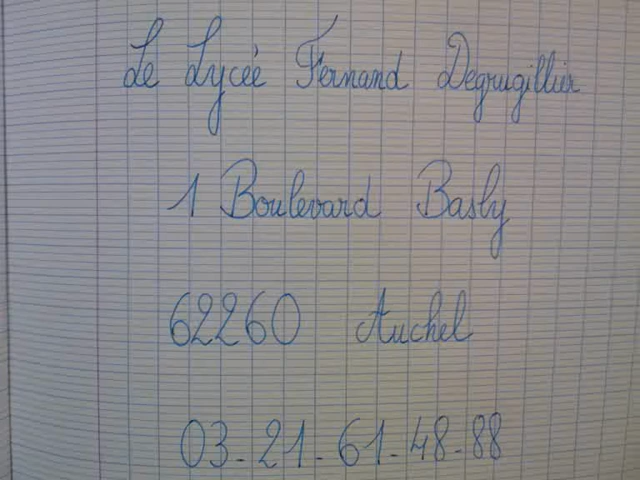 Le Lycée Fernand Degrugillier
1 Boulevard Basly
62260 Auchel
03-21-61-48-88